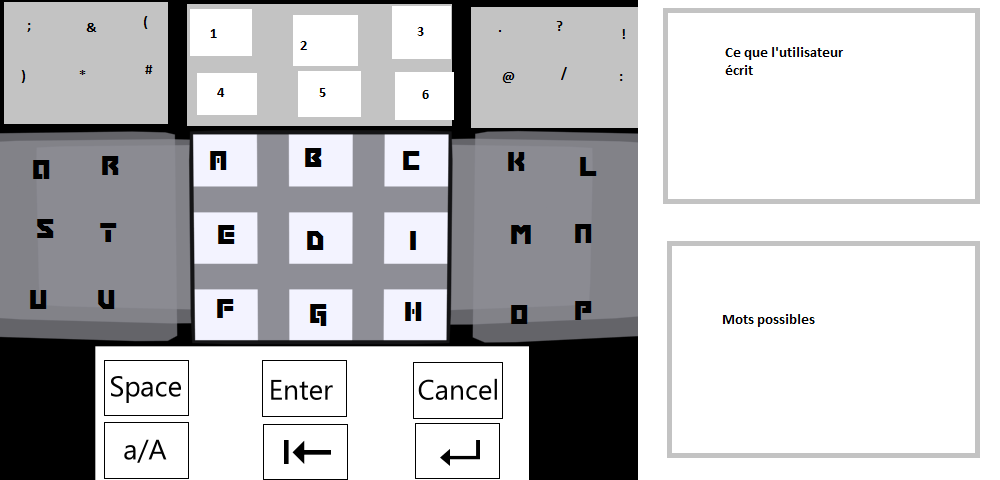 ; & (
) * #
1 2 3
4 5 6
. ? !
@ / :
Q R
S T
U V
A B C
E D I
F G H
K L
M N
O P
Space Enter Cancel
a/A
Ce que l'utilisateur
écrit
Mots possibles